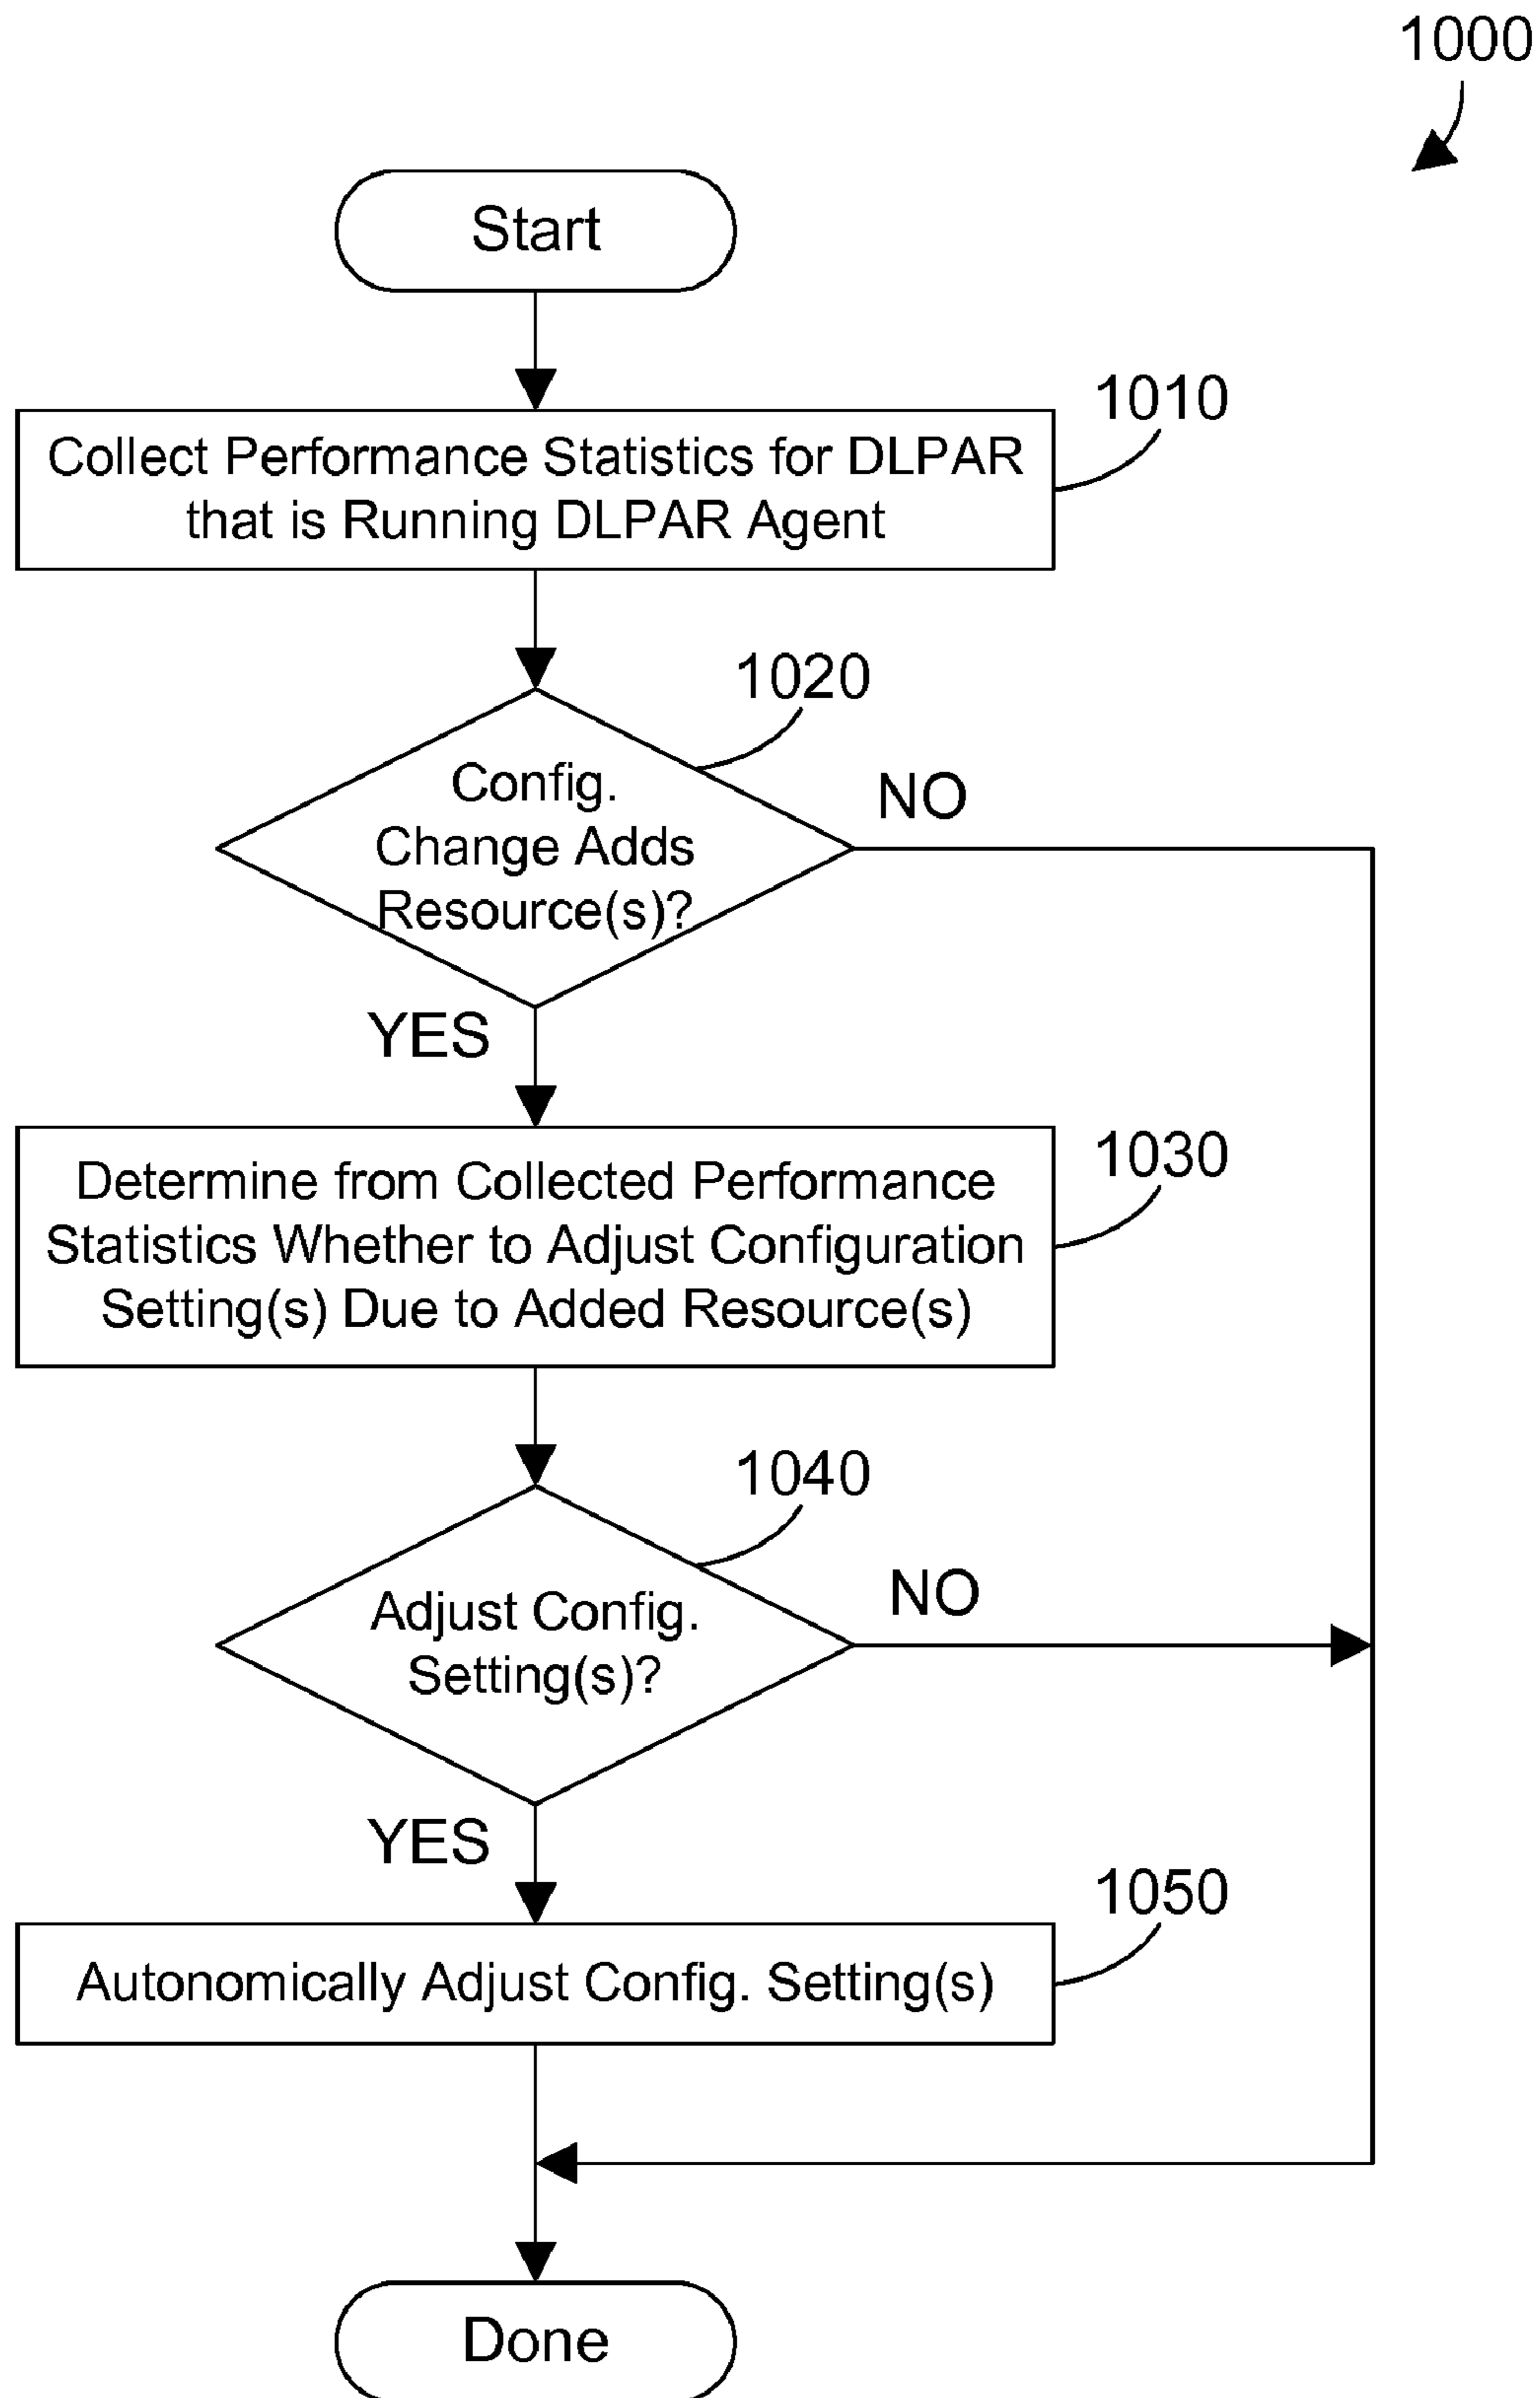 1000
Start
1010
Collect Performance Statistics for DLPAR
that is Running DLPAR Agent
1020
Config.
Change Adds
Resource(s)?
NO
YES
1030
Determine from Collected Performance
Statistics Whether to Adjust Configuration
Setting(s) Due to Added Resource(s)
1040
Adjust Config.
Setting(s)?
NO
YES
1050
Autonomically Adjust Config. Setting(s)
Done